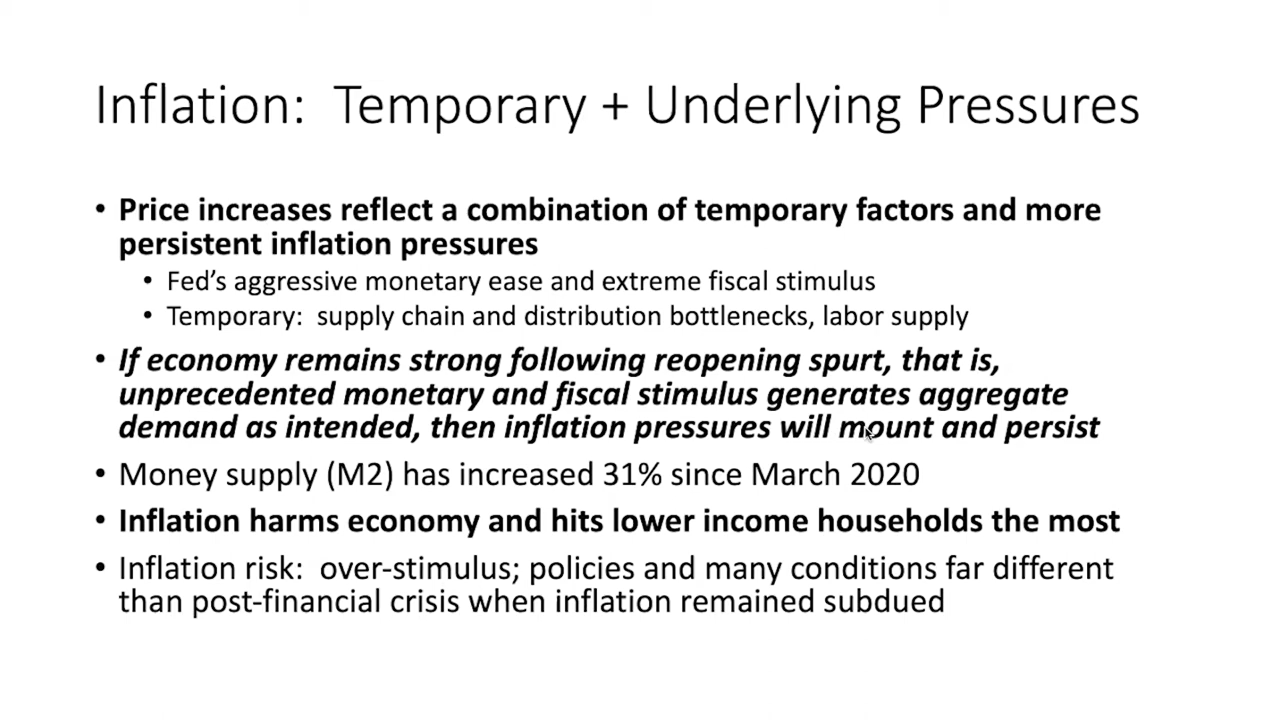 Inflation: Temporary + Underlying Pressures
• Price increases reflect a combination of temporary factors and more
persistent inflation pressures
• Fed's aggressive monetary ease and extreme fiscal stimulus
• Temporary: supply chain and distribution bottlenecks, labor supply
• If economy remains strong following reopening spurt, that is,
unprecedented monetary and fiscal stimulus generates aggregate
demand as intended, then inflation pressures will mount and persist
• Money supply (M2) has increased 31% since March 2020
• Inflation harms economy and hits lower income households the most
• Inflation risk: over-stimulus; policies and many conditions far different
than post-financial crisis when inflation remained subdued